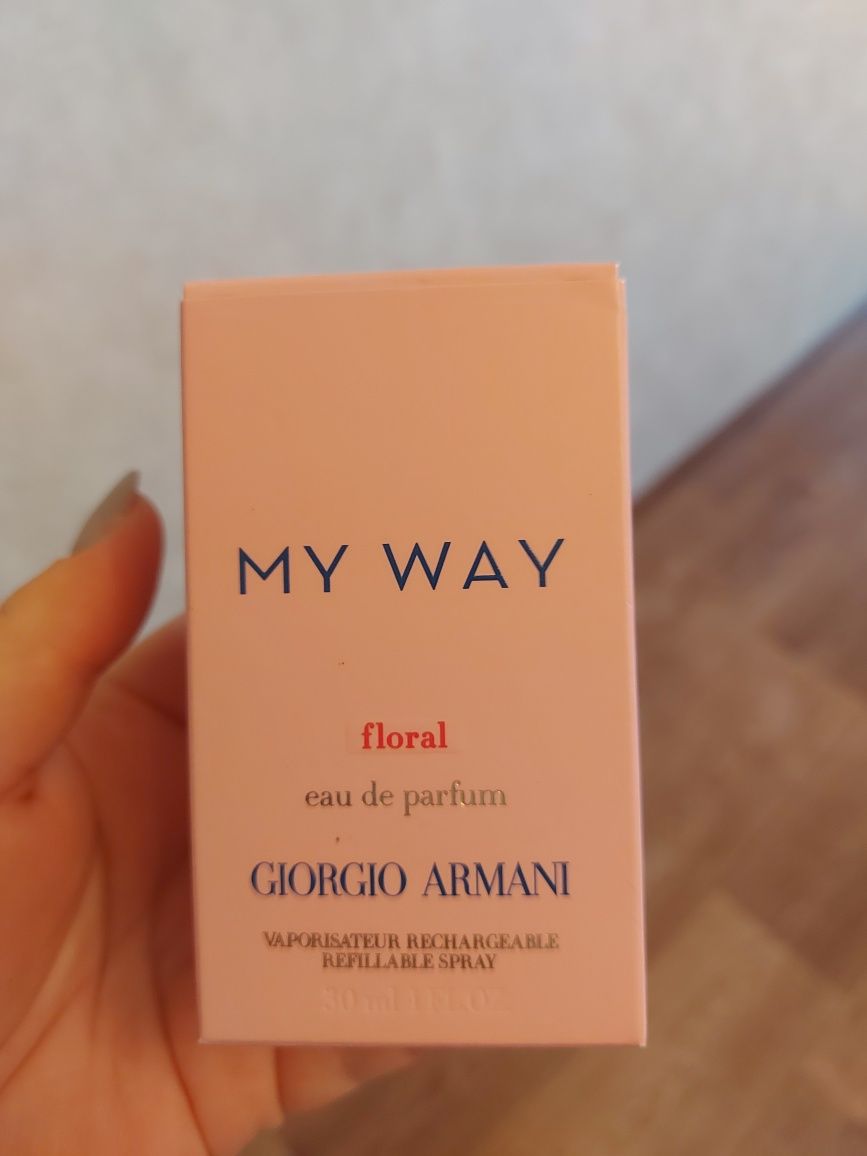 MY WAY
floral
eau de parfum
GIORGIO ARMANI
VAPORISATEUR RECHARGEABLE
REFILLABLE SPRAY
30 ml 1 FL.OZ